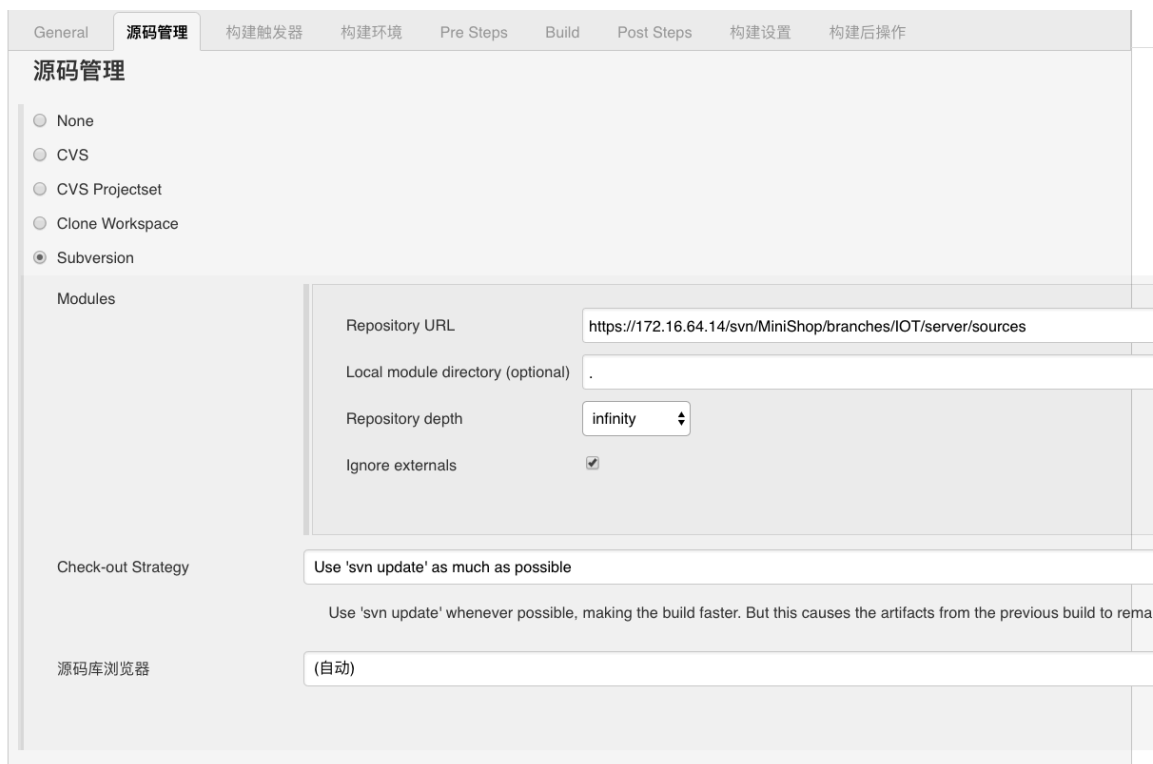 General 源码管理 构建触发器 构建环境 Pre Steps Build Post Steps 构建设置 构建后操作
源码管理
None
CVS
CVS Projectset
Clone Workspace
Subversion
Modules
Repository URL https://172.16.64.14/svn/MiniShop/branches/IOT/server/sources
Local module directory (optional) .
Repository depth infinity
Ignore externals
Check-out Strategy Use 'svn update' as much as possible
Use 'svn update' whenever possible, making the build faster. But this causes the artifacts from the previous build to rema
源码库浏览器 (自动)